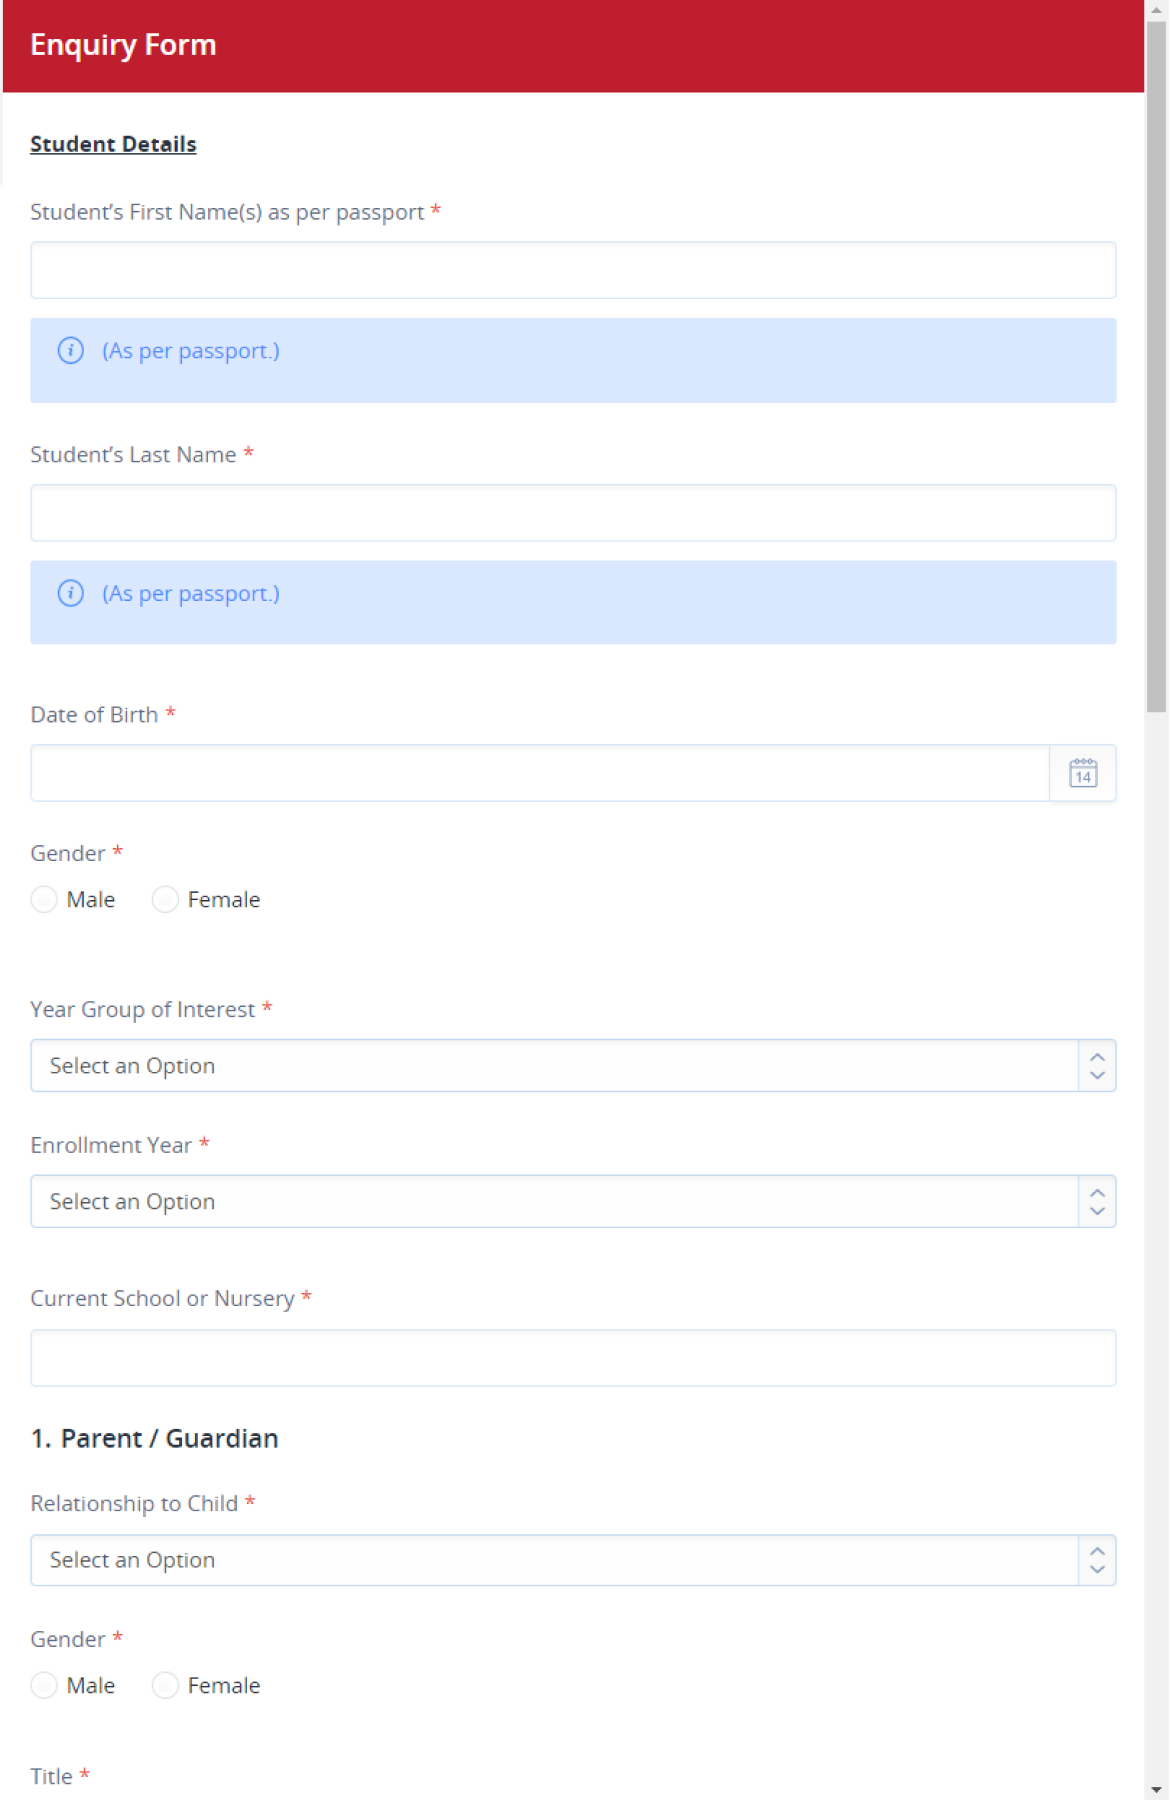 Enquiry Form
Student Details
Student’s First Name(s) as per passport *
(As per passport.)
Student’s Last Name *
(As per passport.)
Date of Birth *
14
Gender *
Male Female
Year Group of Interest *
Select an Option
Enrollment Year *
Select an Option
Current School or Nursery *
1. Parent / Guardian
Relationship to Child *
Select an Option
Gender *
Male Female
Title *